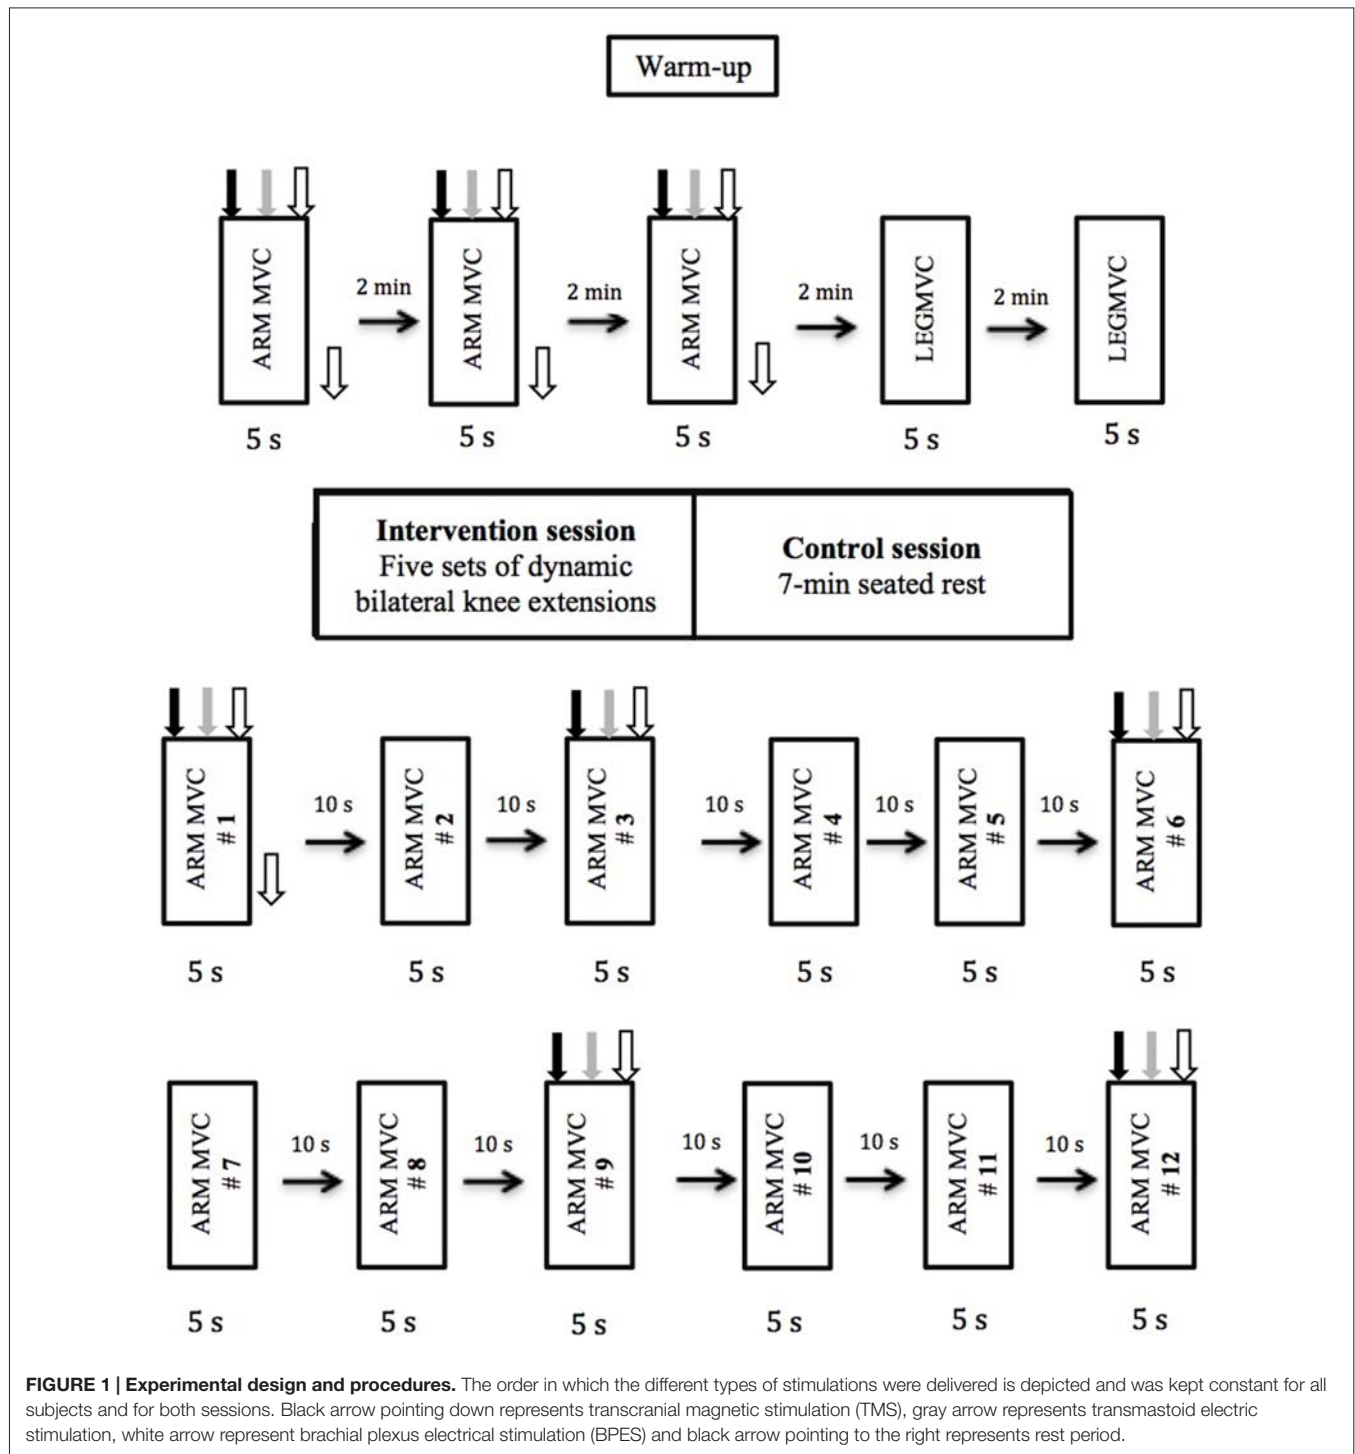 Warm-up
ARM MVC
2 min
ARM MVC
2 min
ARM MVC
2 min
LEGMVC
2 min
LEGMVC
5 s
5 s
5 s
5 s
5 s
Intervention session
Five sets of dynamic
bilateral knee extensions
Control session
7-min seated rest
ARM MVC
# 1
10 s
ARM MVC
# 2
10 s
ARM MVC
# 3
10 s
ARM MVC
# 4
10 s
ARM MVC
# 5
10 s
ARM MVC
# 6
5 s
5 s
5 s
5 s
5 s
5 s
ARM MVC
# 7
10 s
ARM MVC
# 8
10 s
ARM MVC
# 9
10 s
ARM MVC
# 10
10 s
ARM MVC
# 11
10 s
ARM MVC
# 12
5 s
5 s
5 s
5 s
5 s
5 s
FIGURE 1 | Experimental design and procedures. The order in which the different types of stimulations were delivered is depicted and was kept constant for all
subjects and for both sessions. Black arrow pointing down represents transcranial magnetic stimulation (TMS), gray arrow represents transmastoid electric
stimulation, white arrow represent brachial plexus electrical stimulation (BPES) and black arrow pointing to the right represents rest period.